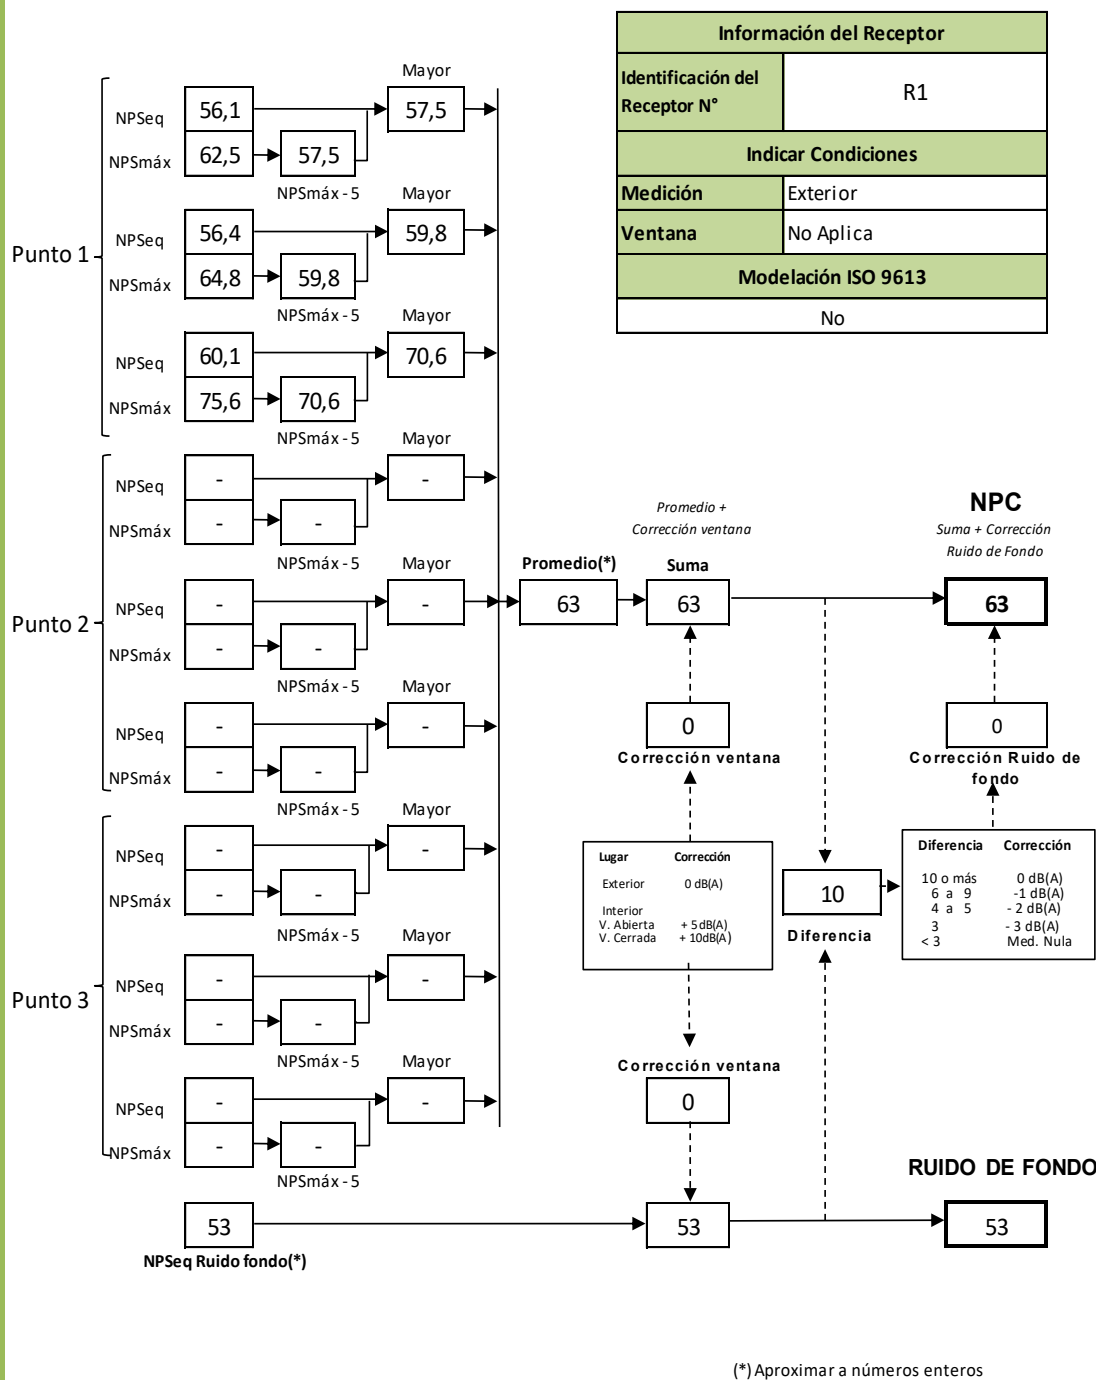 Información del Receptor
Identificación del
Receptor N°
R1
Indicar Condiciones
Medición Exterior
Ventana No Aplica
Modelación ISO 9613
No
Punto 1
Mayor
NPSeq 56,1 57,5
NPSmáx 62,5 57,5
NPSmáx - 5 Mayor
NPSeq 56,4 59,8
NPSmáx 64,8 59,8
NPSmáx - 5 Mayor
NPSeq 60,1 70,6
NPSmáx 75,6 70,6
NPSmáx - 5 Mayor
Punto 2
NPSeq - -
NPSmáx - -
NPSmáx - 5 Mayor
NPSeq - -
NPSmáx - -
NPSmáx - 5 Mayor
NPSeq - -
NPSmáx - -
NPSmáx - 5 Mayor
Punto 3
NPSeq - -
NPSmáx - -
NPSmáx - 5 Mayor
NPSeq - -
NPSmáx - -
NPSmáx - 5 Mayor
NPSeq - -
NPSmáx - -
NPSmáx - 5
Promedio(*)
63
Promedio +
Corrección ventana
Suma
63
NPC
Suma + Corrección
Ruido de Fondo
63
0
Corrección ventana
0
Corrección Ruido de
fondo
Lugar Corrección
Exterior 0 dB(A)
Interior
V. Abierta + 5dB(A)
V. Cerrada + 10dB(A)
10
Diferencia
Diferencia Corrección
10 o más 0 dB(A)
6 a 9 -1 dB(A)
4 a 5 - 2 dB(A)
3 - 3 dB(A)
< 3 Med. Nula
Corrección ventana
0
RUIDO DE FONDO
53 53 53
NPSeq Ruido fondo(*)
(*) Aproximar a números enteros